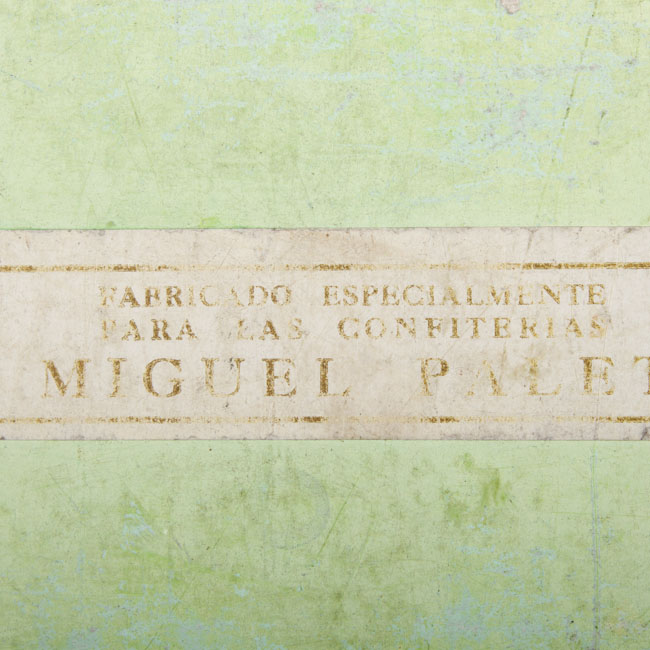 FABRICADO ESPECIALMENTE
PARA LAS CONFITERIAS
MIGUEL PALET